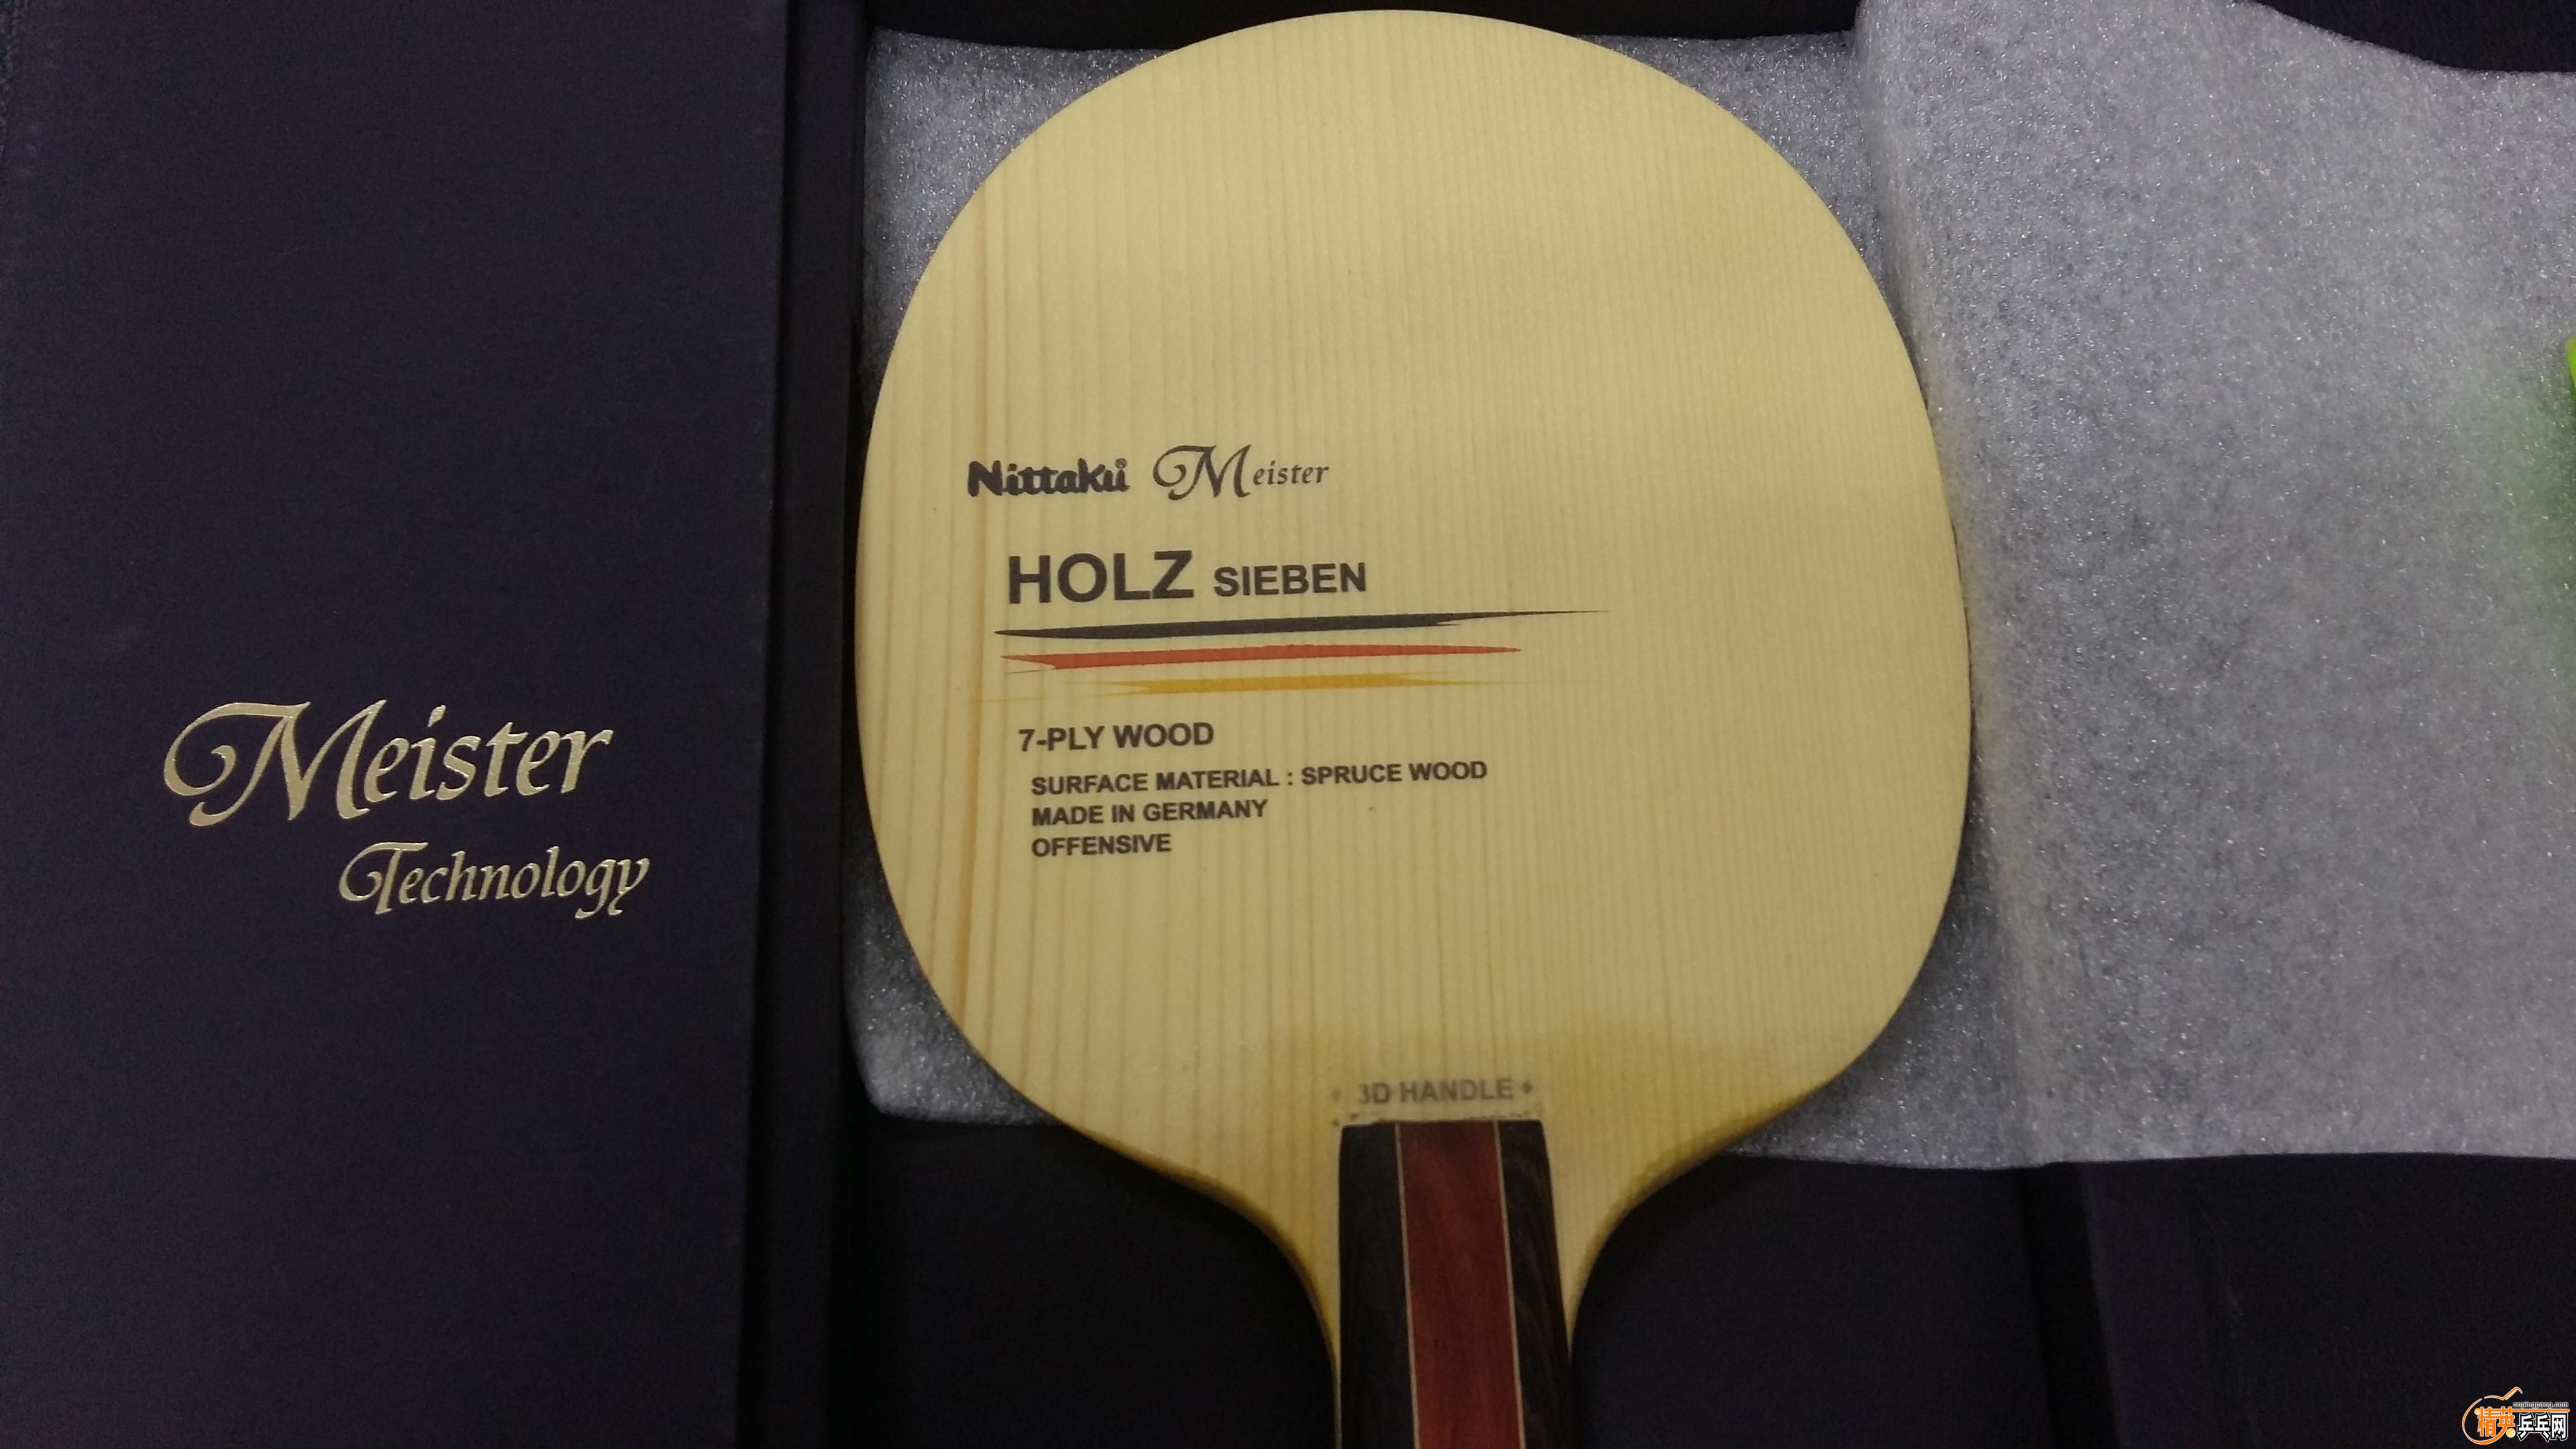 Meister
Technology
Nittaku Meister
HOLZ SIEBEN
7-PLY WOOD
SURFACE MATERIAL : SPRUCE WOOD
MADE IN GERMANY
OFFENSIVE
3D HANDLE
精英乒乓网